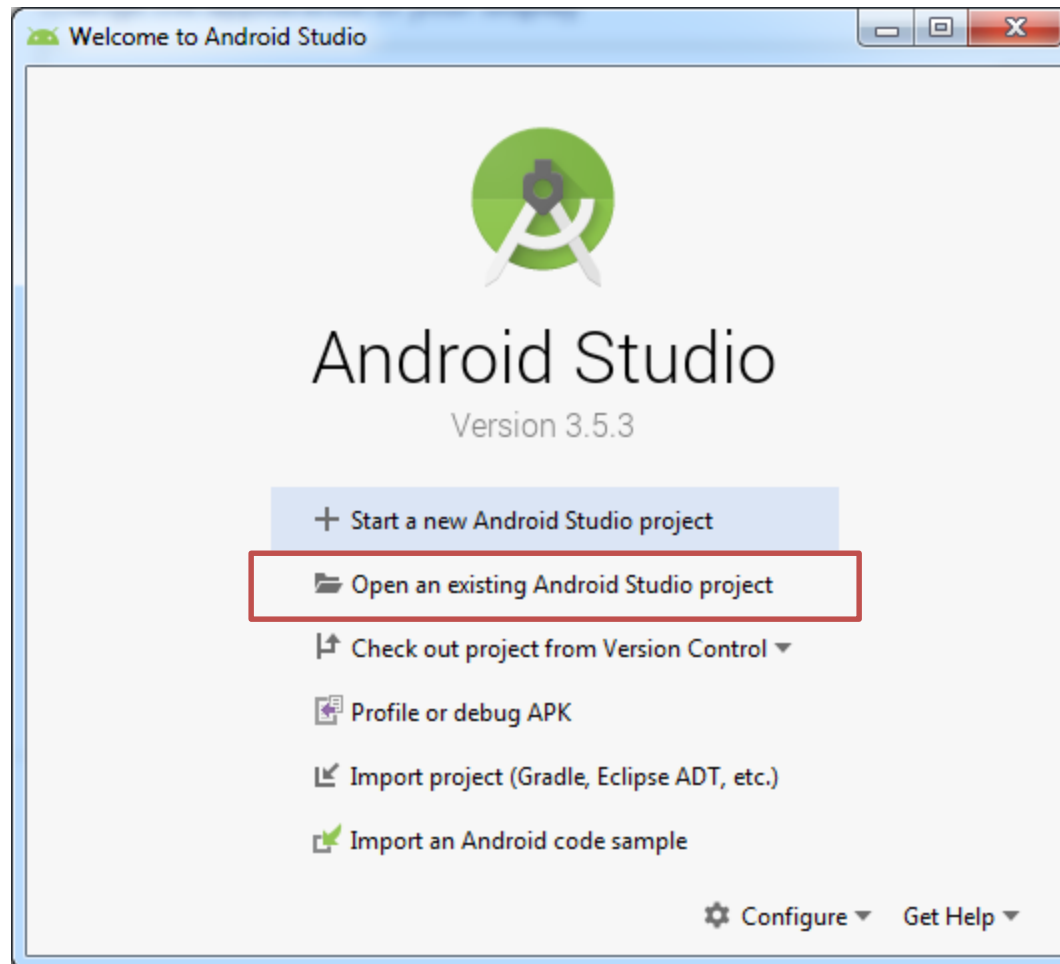 Welcome to Android Studio
Android Studio
Version 3.5.3
Start a new Android Studio project
Open an existing Android Studio project
Check out project from Version Control
Profile or debug APK
Import project (Gradle, Eclipse ADT, etc.)
Import an Android code sample
Configure Get Help